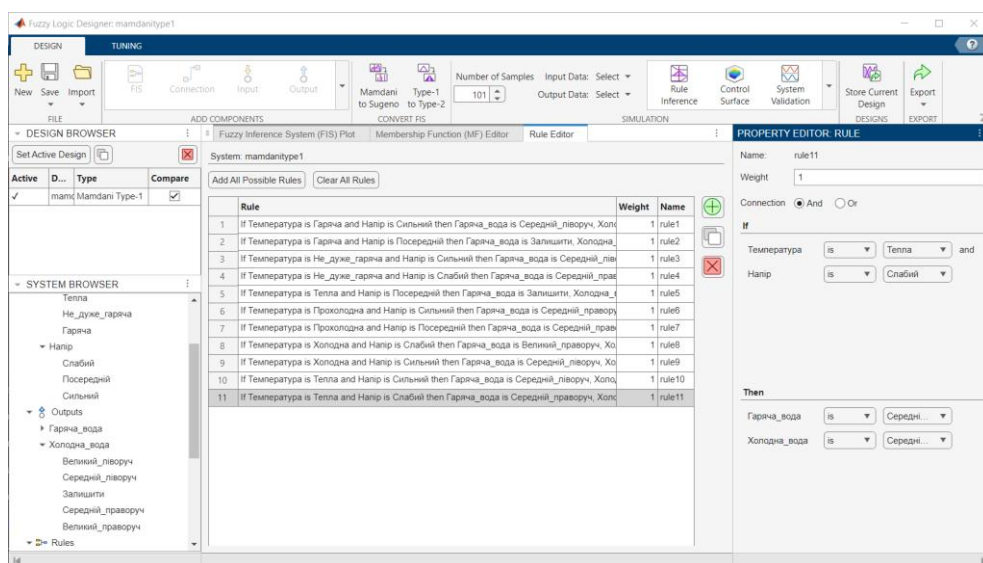 Fuzzy Logic Designer: mamdanitype1
DESIGN TUNING
New Save Import FIS Connection Input Output Mamdani to Sugeno Type-1 to Type-2 Number of Samples 101 Input Data: Select Output Data: Select Rule Inference Control Surface System Validation Store Current Design Export
FILE ADD COMPONENTS CONVERT FIS SIMULATION DESIGNS EXPORT
DESIGN BROWSER
Set Active Design
Active D... Type Compare
✓ mamd Mamdani Type-1
SYSTEM BROWSER
Тепла
Не_дуже_гаряча
Гаряча
Напір
Слабий
Посередній
Сильний
Outputs
Гаряча_вода
Холодна_вода
Великий_ліворуч
Середній_ліворуч
Залишити
Середній_праворуч
Великий_праворуч
Rules
Fuzzy Inference System (FIS) Plot Membership Function (MF) Editor Rule Editor
System: mamdanitype1
Add All Possible Rules Clear All Rules
Rule Weight Name
1 If Температура is Гаряча and Напір is Сильний then Гаряча_вода is Середній_ліворуч, 1 rule1
2 If Температура is Гаряча and Напір is Посередній then Гаряча_вода is Залишити, Холодна_ 1 rule2
3 If Температура is Не_дуже_гаряча and Напір is Сильний then Гаряча_вода is 1 rule3
4 If Температура is Не_дуже_гаряча and Напір is Слабий then Гаряча_вода is 1 rule4
5 If Температура is Тепла and Напір is Посередній then Гаряча_вода is Залишити, 1 rule5
6 If Температура is Прохолодна and Напір is Сильний then Гаряча_вода is 1 rule6
7 If Температура is Прохолодна and Напір is Посередній then Гаряча_вода is 1 rule7
8 If Температура is Холодна and Напір is Слабий then Гаряча_вода is Великий_праворуч, 1 rule8
9 If Температура is Холодна and Напір is Сильний then Гаряча_вода is Середній_ліворуч, 1 rule9
10 If Температура is Тепла and Напір is Сильний then Гаряча_вода is Середній_ліворуч, 1 rule10
11 If Температура is Тепла and Напір is Слабий then Гаряча_вода is Середній_праворуч, 1 rule11
PROPERTY EDITOR: RULE
Name: rule11
Weight 1
Connection And Or
If
Температура is Тепла and
Напір is Слабий
Then
Гаряча_вода is Середні...
Холодна_вода is Середні...